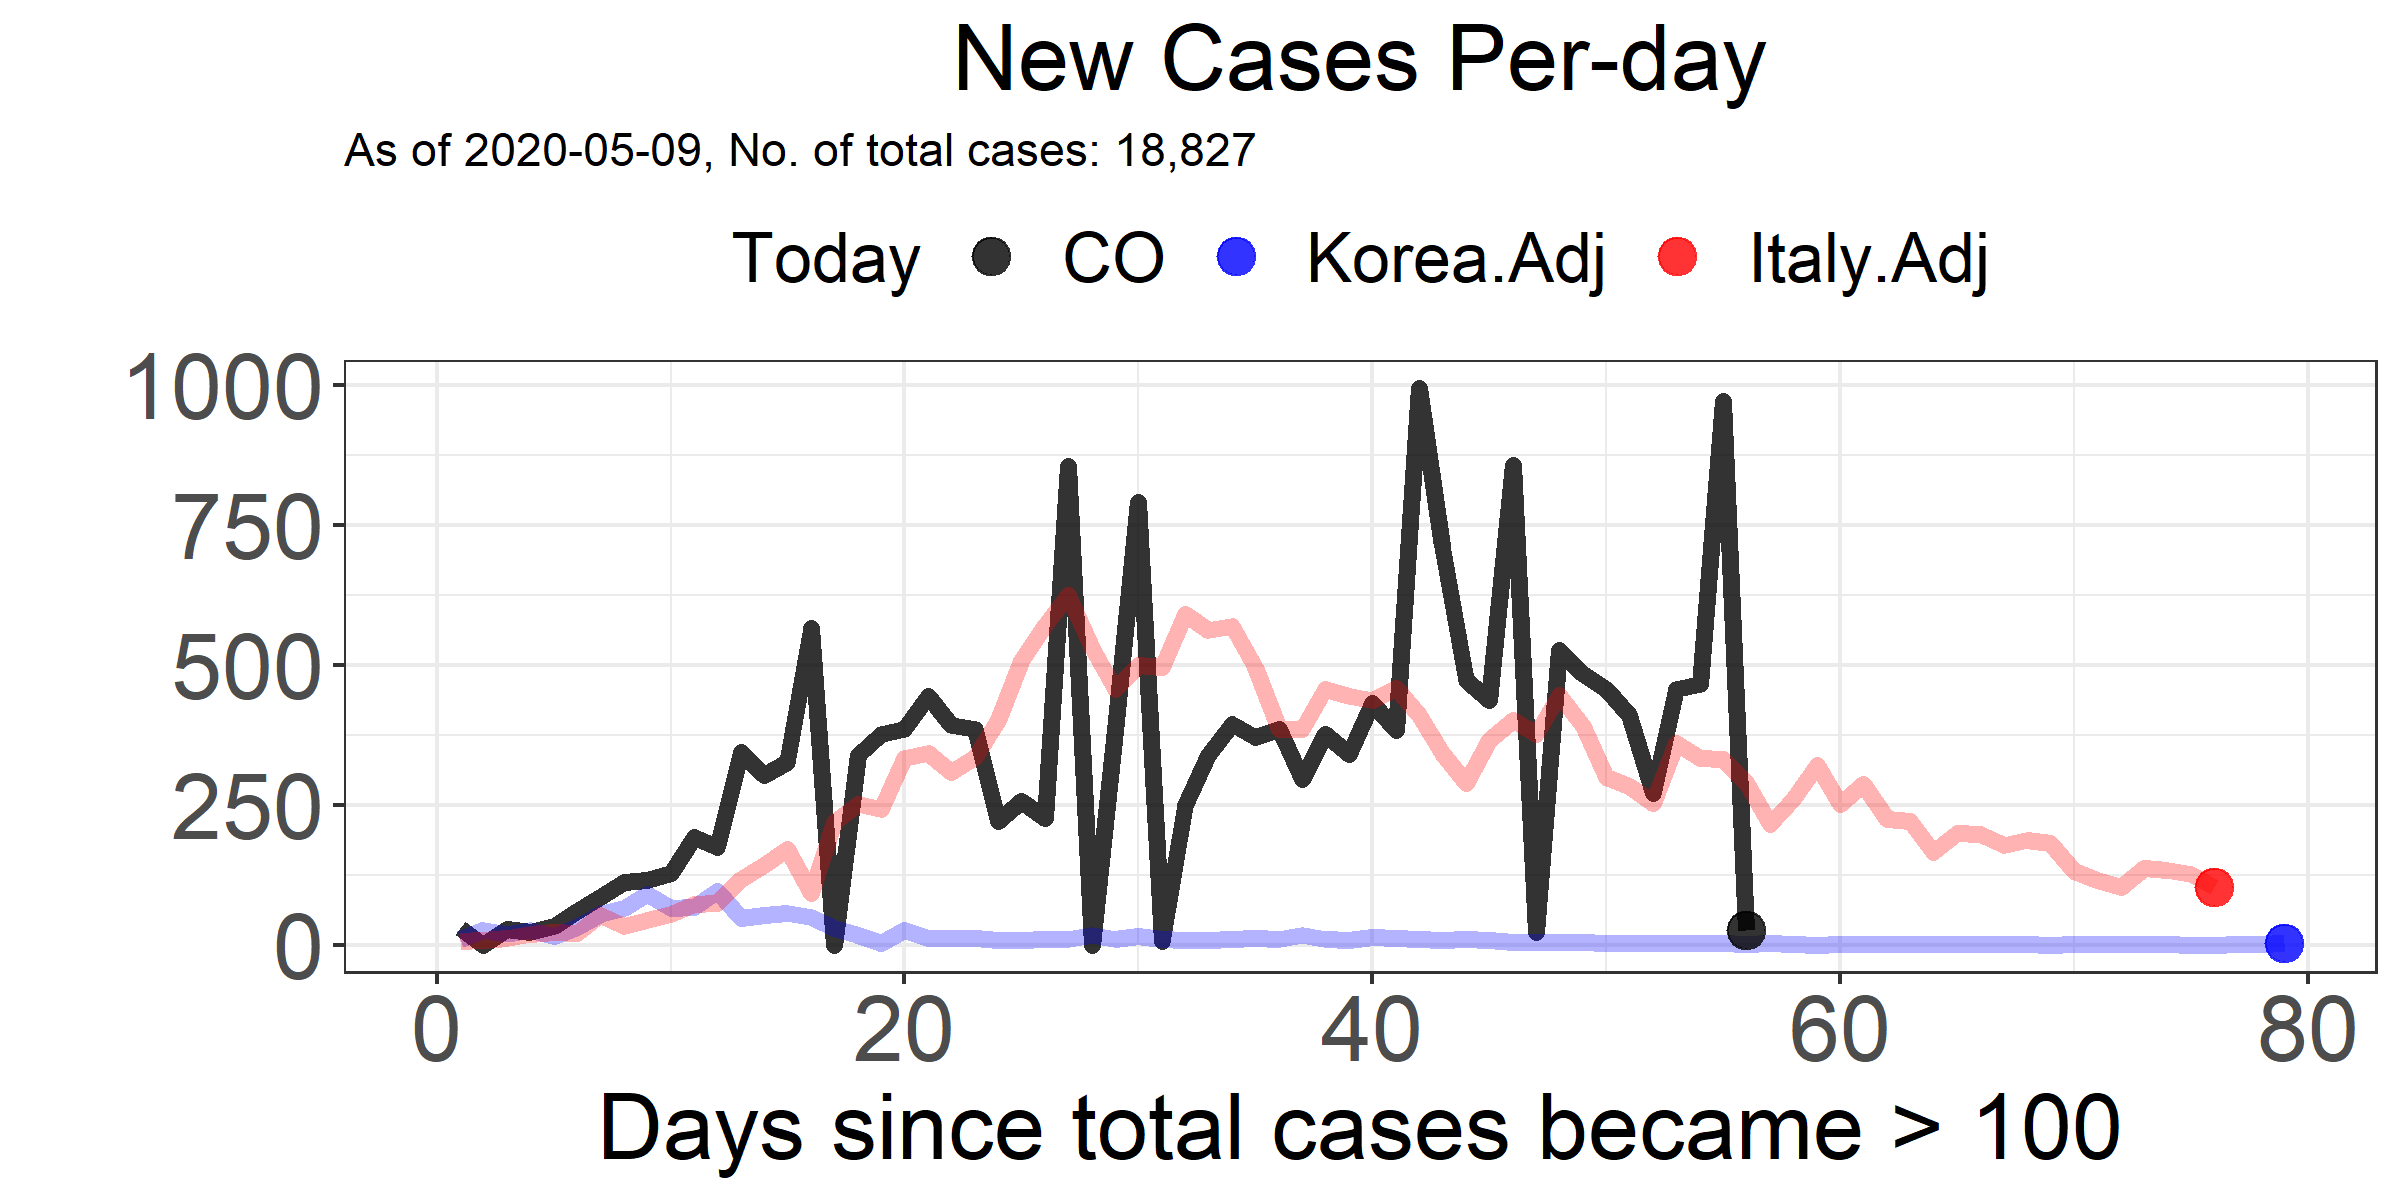 New Cases Per-day
As of 2020-05-09, No. of total cases: 18,827
Today CO Korea.Adj Italy.Adj
1000
750
500
250
0
0 20 40 60 80
Days since total cases became > 100